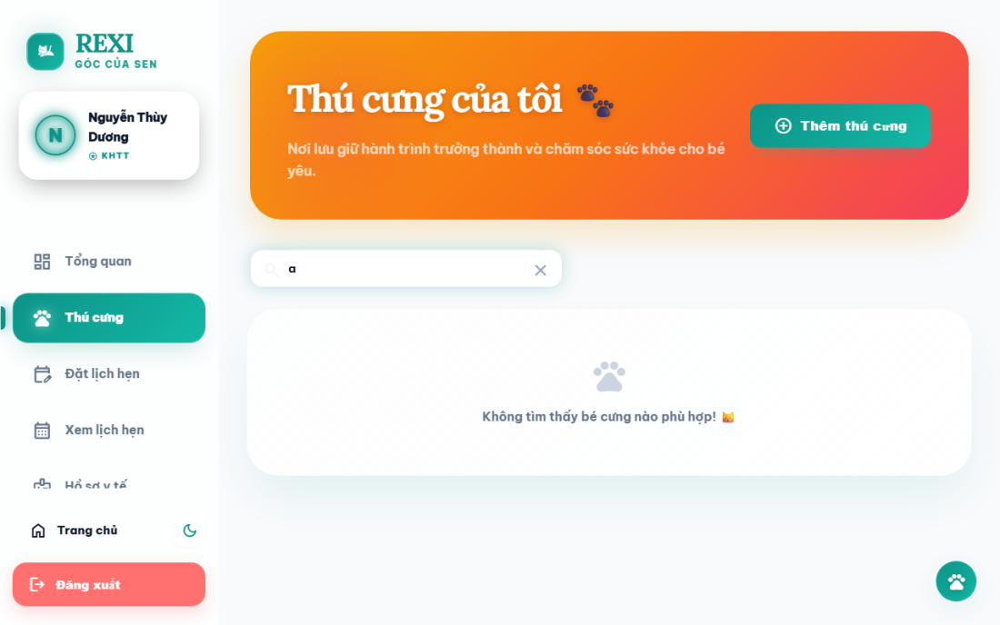 REXI
GÓC CỦA SEN
Nguyễn Thùy
Dương
KHTT
Tổng quan
Thú cưng
Đặt lịch hẹn
Xem lịch hẹn
Hồ sơ y tế
Trang chủ
Đăng xuất
Thú cưng của tôi 🐾
Nơi lưu giữ hành trình trưởng thành và chăm sóc sức khỏe cho bé
yêu.
Thêm thú cưng
a
Không tìm thấy bé cưng nào phù hợp! 🐱